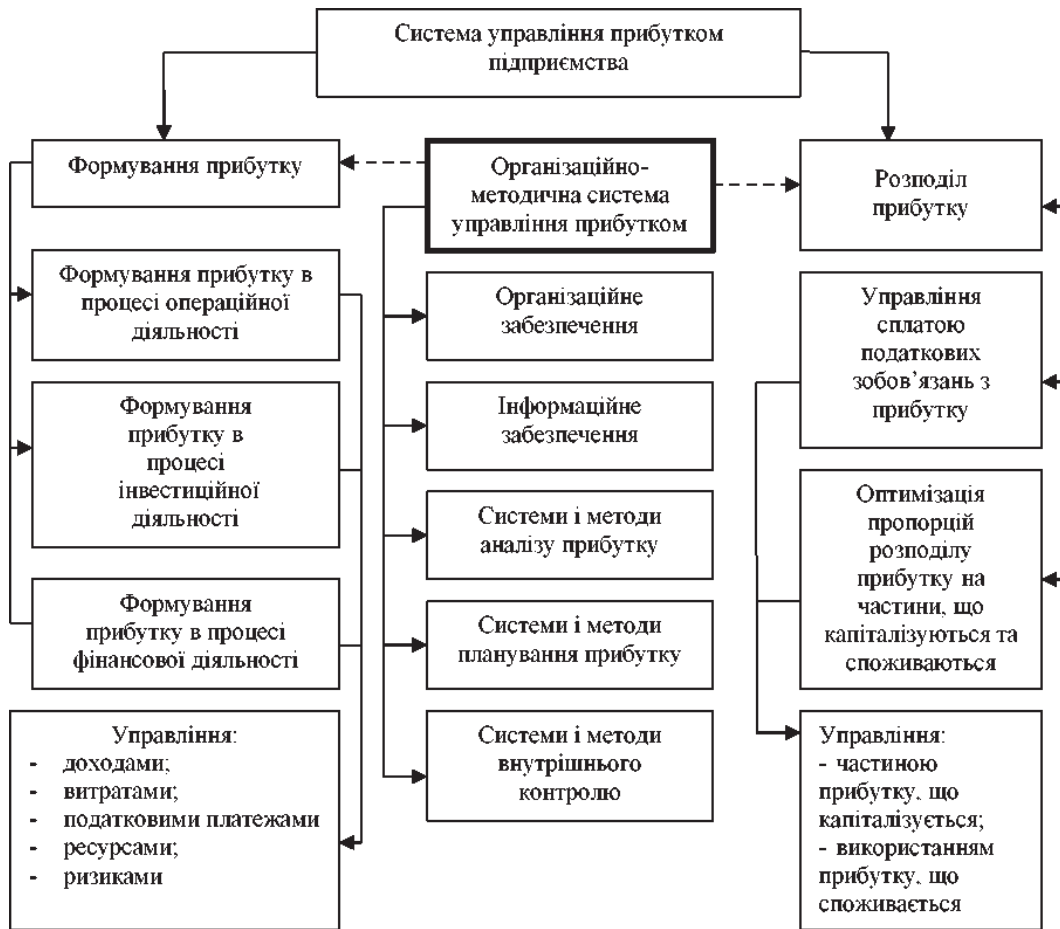 Система управління прибутком
підприємства
Формування прибутку
Організаційно-
методична система
управління прибутком
Розподіл
прибутку
Формування прибутку в
процесі операційної
діяльності
Організаційне
забезпечення
Управління
сплатою
податкових
зобов’язань з
прибутку
Формування
прибутку в
процесі
інвестиційної
діяльності
Інформаційне
забезпечення
Системи і методи
аналізу прибутку
Оптимізація
пропорцій
розподілу
прибутку на
частини, що
капіталізуються та
споживаються
Формування
прибутку в процесі
фінансової діяльності
Системи і методи
планування прибутку
Управління:
- доходами;
- витратами;
- податковими платежами
- ресурсами;
- ризиками
Системи і методи
внутрішнього
контролю
Управління:
- частиною
прибутку, що
капіталізується;
- використанням
прибутку, що
споживається